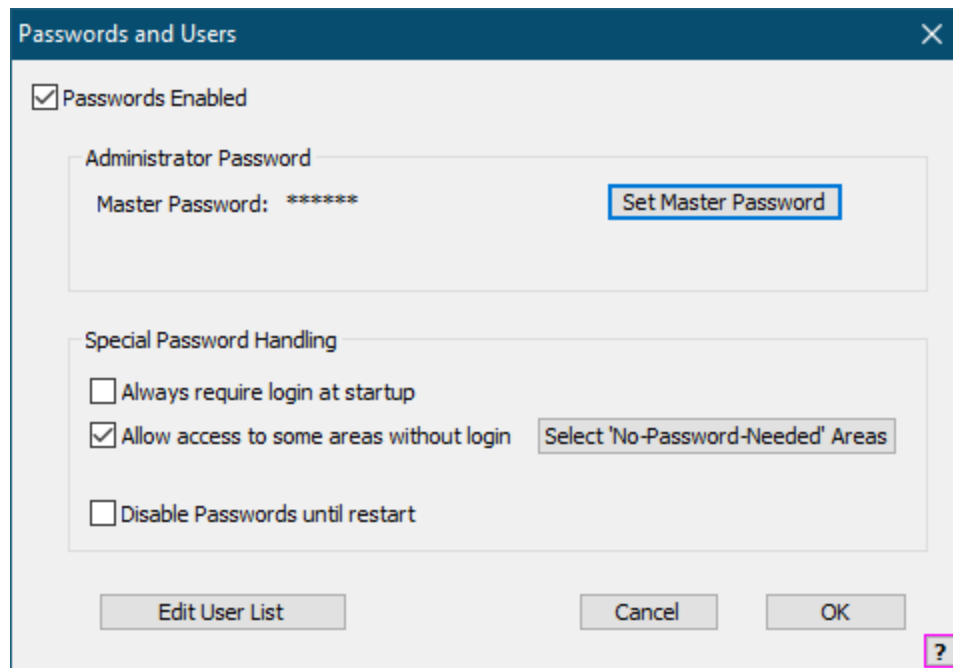 Passwords and Users
Passwords Enabled
Administrator Password
Master Password: ****** Set Master Password
Special Password Handling
Always require login at startup
Allow access to some areas without login Select 'No-Password-Needed' Areas
Disable Passwords until restart
Edit User List Cancel OK
?